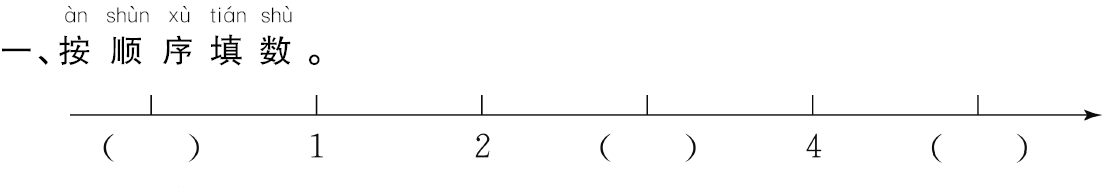 àn shùn xù tián shù
一、按顺序填数。
( ) 1 2 ( ) 4 ( )